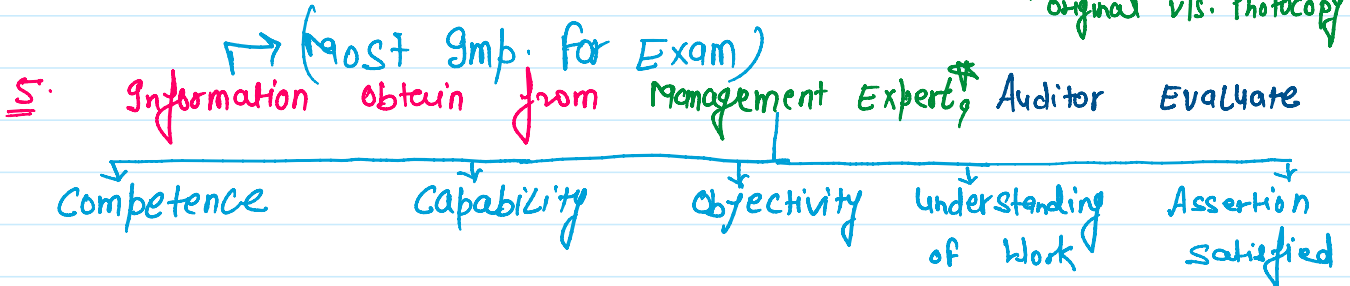 Original v/s. Photocopy
(Most Imp. for Exam)
5. Information obtain from Management Expert, Auditor Evaluate
Competence Capability Objectivity Understanding Assertion
of Work Satisfied